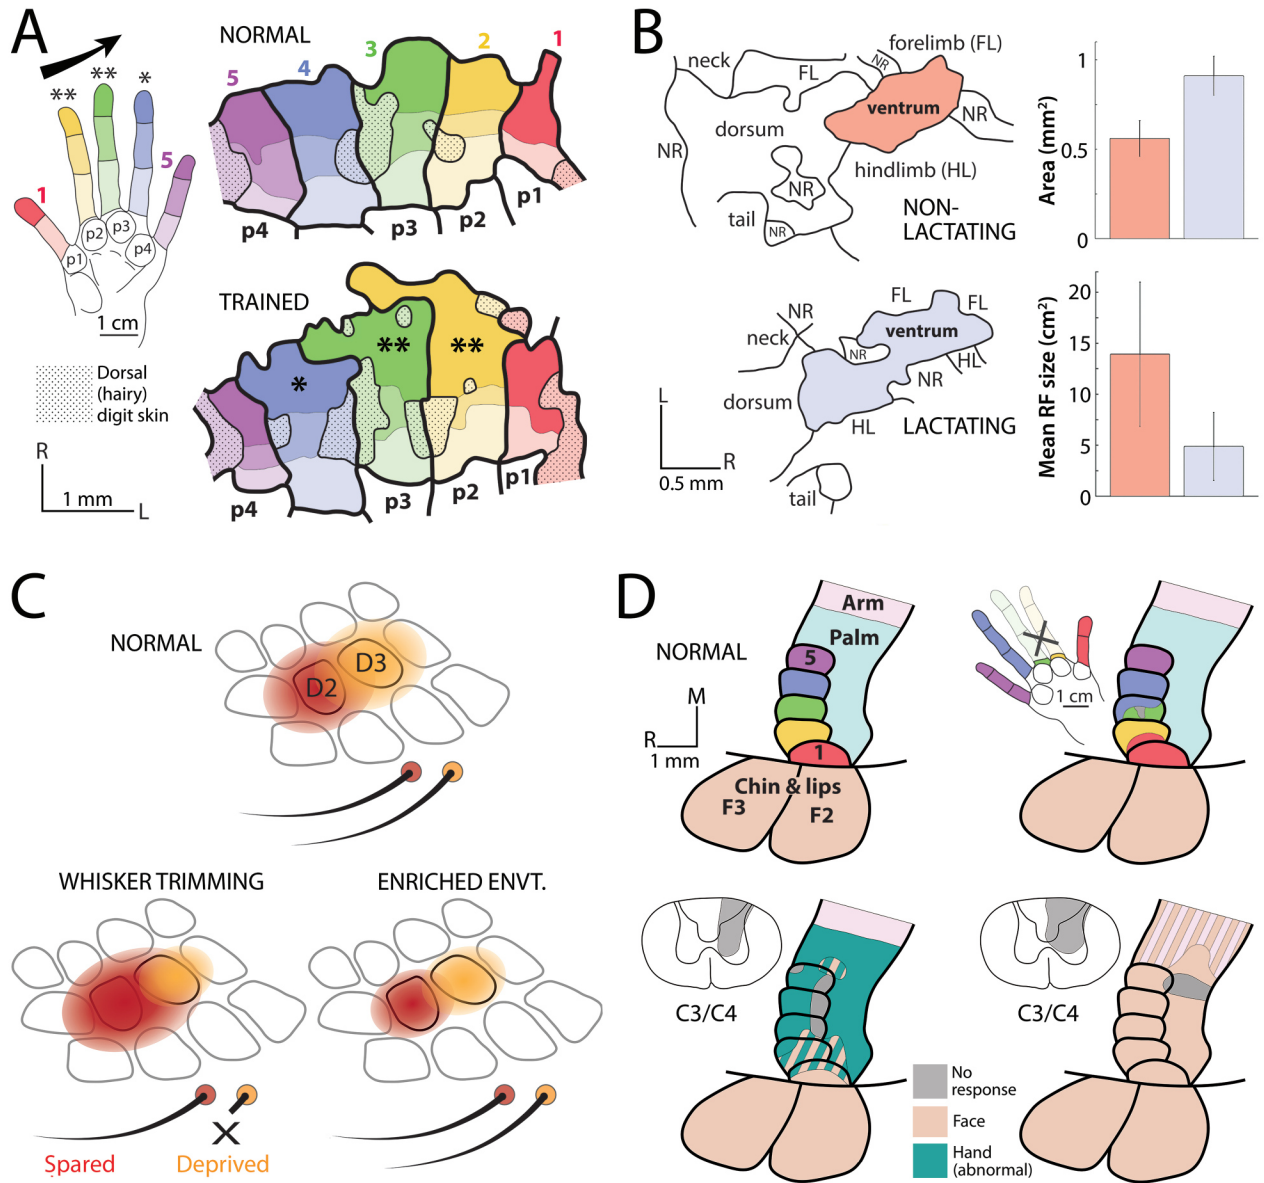 A
NORMAL
5
4
3
2
1
**
**
*
1
5
p1
p2
p3
p4
1 cm
p4
p3
p2
p1
TRAINED
**
**
*
Dorsal
(hairy)
digit skin
R
1 mm
L
p4
p3
p2
p1
B
neck
FL
forelimb (FL)
NR
ventrum
NR
dorsum
NR
hindlimb (HL)
NR
tail
NR
NON-
LACTATING
Area (mm²)
1
0.5
0
NR
neck
FL
FL
ventrum
NR
HL
NR
dorsum
HL
LACTATING
L
R
0.5 mm
tail
Mean RF size (cm²)
20
15
10
5
0
C
NORMAL
D2
D3
WHISKER TRIMMING
ENRICHED ENVT.
X
Spared
Deprived
D
NORMAL
Arm
Palm
5
1
Chin & lips
F3
F2
M
R
1 mm
X
1 cm
C3/C4
C3/C4
No
response
Face
Hand
(abnormal)